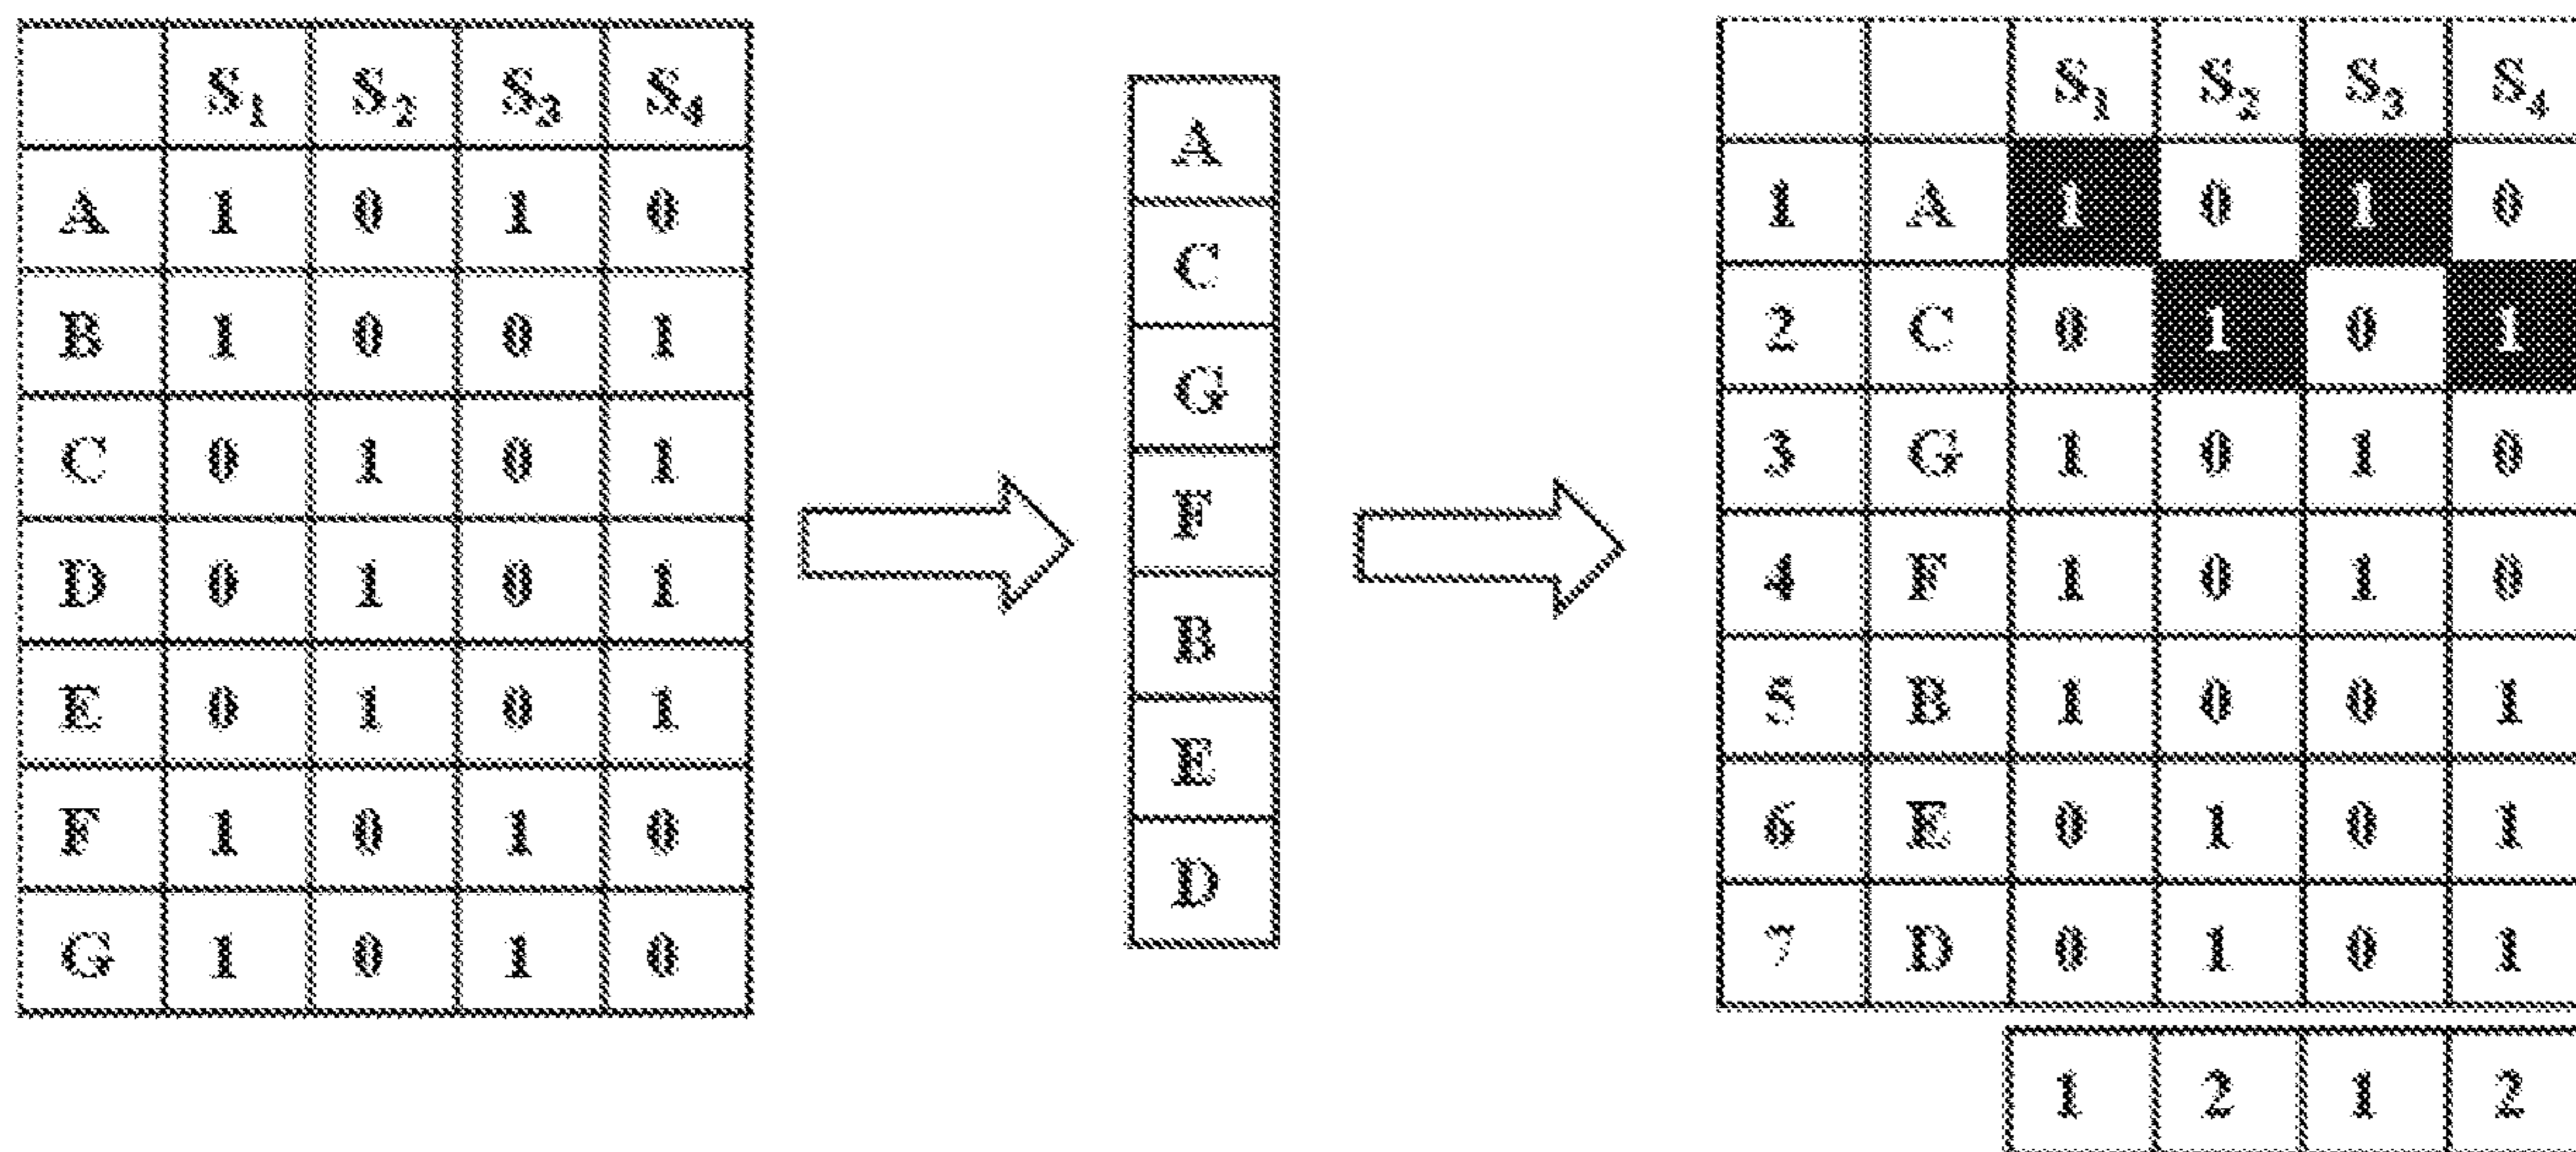 S1 S2 S3 S4
A 1 0 1 0
B 1 0 0 1
C 0 1 0 1
D 0 1 0 1
E 0 1 0 1
F 1 0 1 0
G 1 0 1 0
A
C
G
F
B
E
D
S1 S2 S3 S4
1 A 1 0 1 0
2 C 0 1 0 1
3 G 1 0 1 0
4 F 1 0 1 0
5 B 1 0 0 1
6 E 0 1 0 1
7 D 0 1 0 1
1 2 1 2